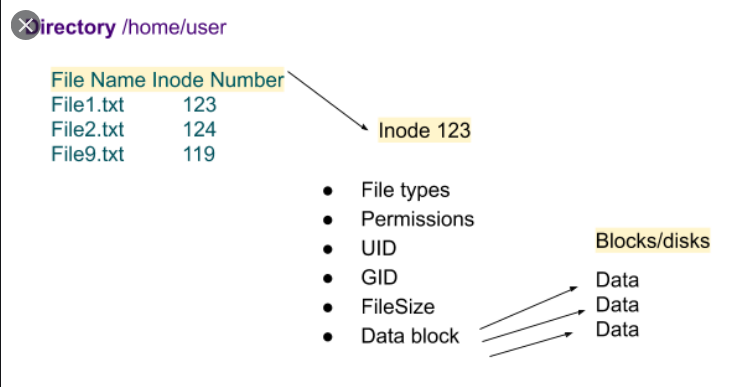 Directory /home/user
File Name Inode Number
File1.txt 123
File2.txt 124
File9.txt 119
Inode 123
● File types
● Permissions
● UID
● GID
● FileSize
● Data block
Blocks/disks
Data
Data
Data